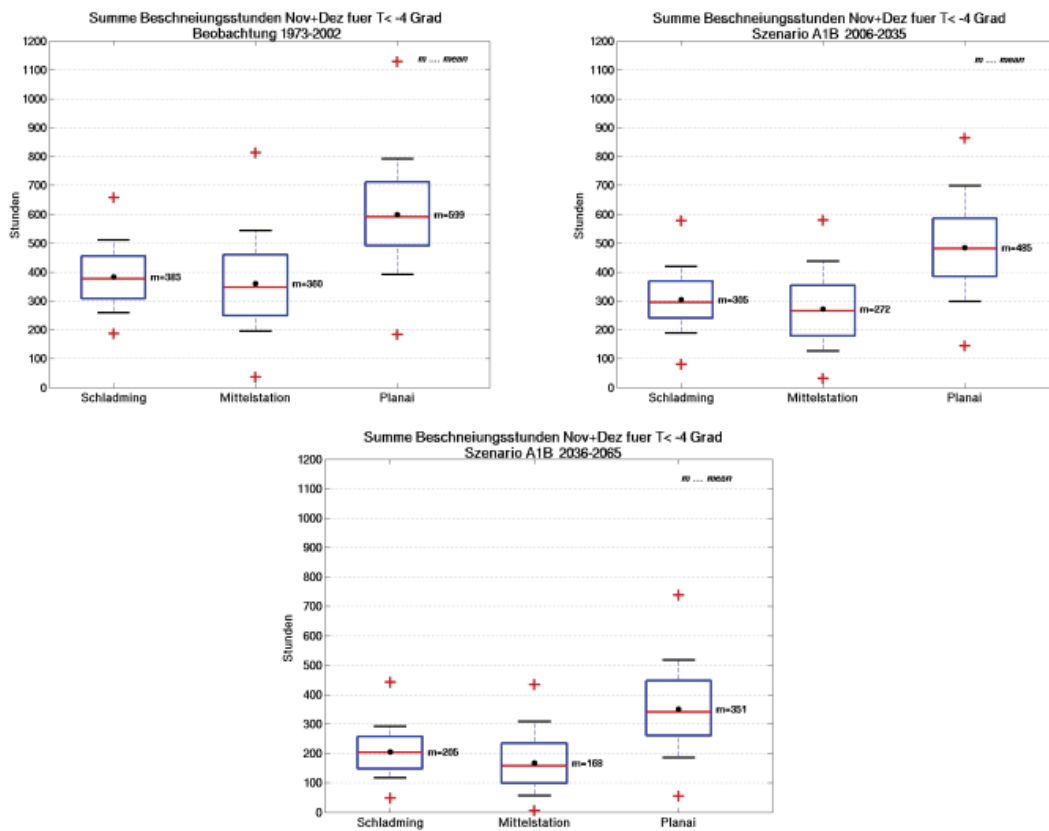 Summe Beschneiungsstunden Nov+Dez fuer T< -4 Grad
Beobachtung 1973-2002
m ... mean
1200
1100
1000
900
800
700
600
500
400
300
200
100
0
Stunden
m=383
m=360
m=599
Schladming
Mittelstation
Planai
Summe Beschneiungsstunden Nov+Dez fuer T< -4 Grad
Szenario A1B 2006-2035
m ... mean
1200
1100
1000
900
800
700
600
500
400
300
200
100
0
Stunden
m=305
m=272
m=485
Schladming
Mittelstation
Planai
Summe Beschneiungsstunden Nov+Dez fuer T< -4 Grad
Szenario A1B 2036-2065
m ... mean
1200
1100
1000
900
800
700
600
500
400
300
200
100
0
Stunden
m=205
m=168
m=351
Schladming
Mittelstation
Planai